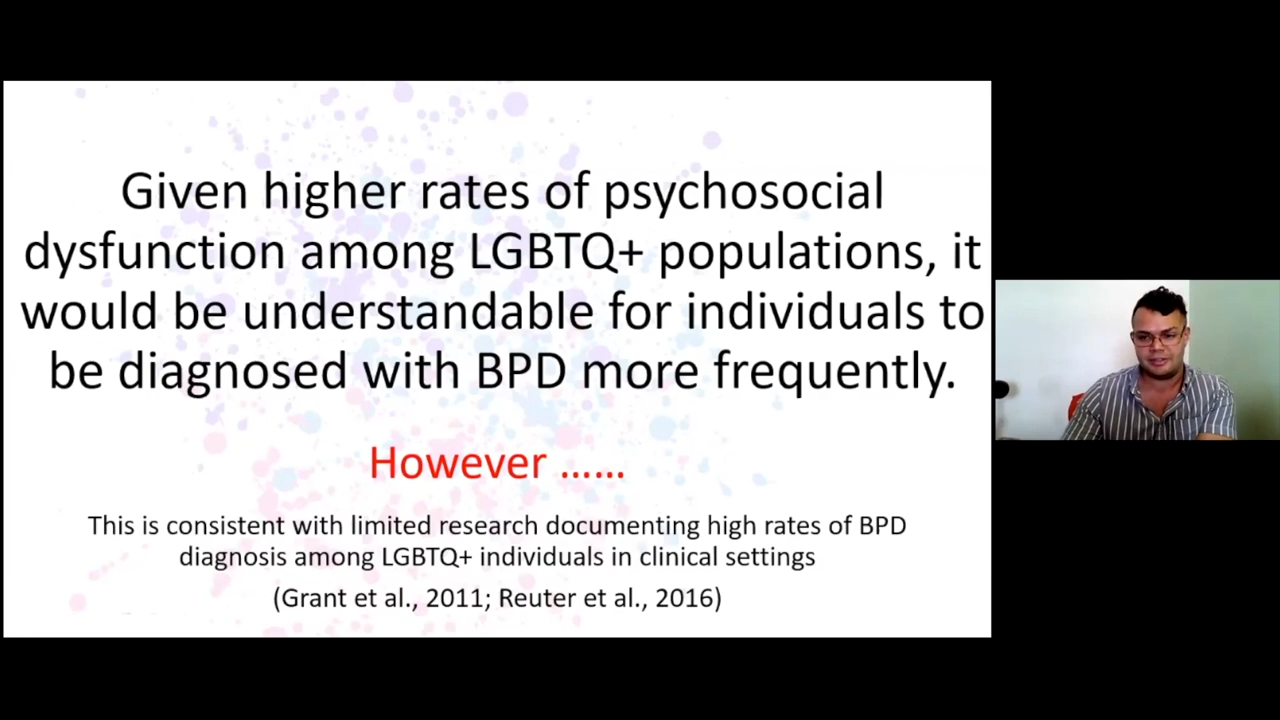 Given higher rates of psychosocial
dysfunction among LGBTQ+ populations, it
would be understandable for individuals to
be diagnosed with BPD more frequently.
However ......
This is consistent with limited research documenting high rates of BPD
diagnosis among LGBTQ+ individuals in clinical settings
(Grant et al., 2011; Reuter et al., 2016)